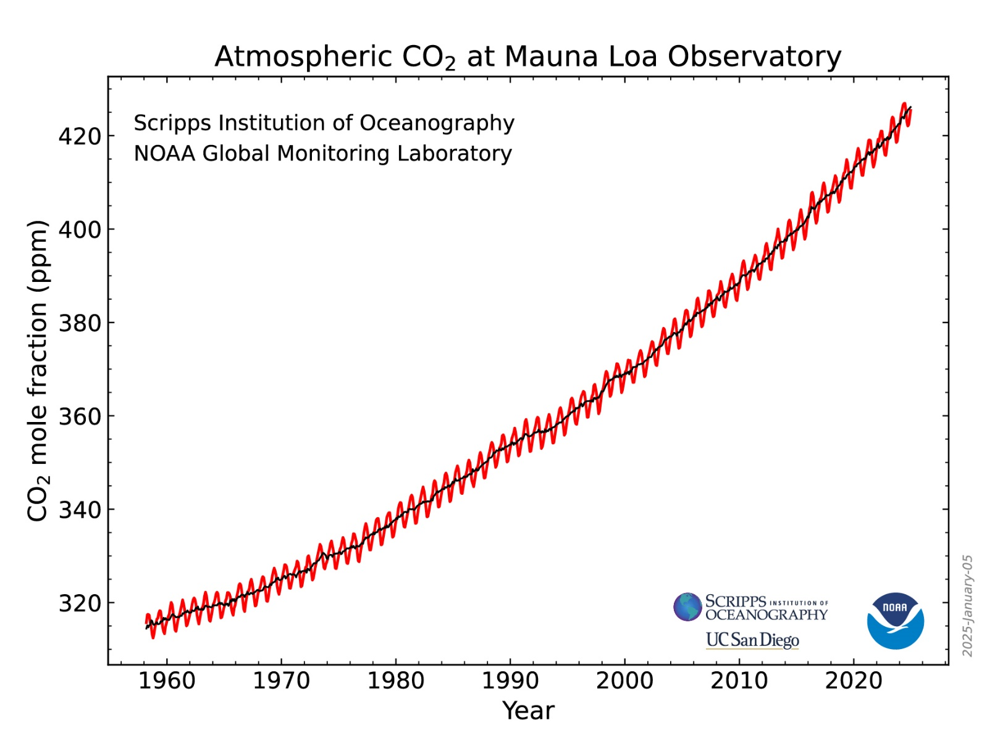 Atmospheric CO₂ at Mauna Loa Observatory
Scripps Institution of Oceanography
NOAA Global Monitoring Laboratory
CO₂ mole fraction (ppm)
420
400
380
360
340
320
1960 1970 1980 1990 2000 2010 2020
Year
SCRIPPS INSTITUTION OF
OCEANOGRAPHY
UC San Diego
NOAA
2025-January-05